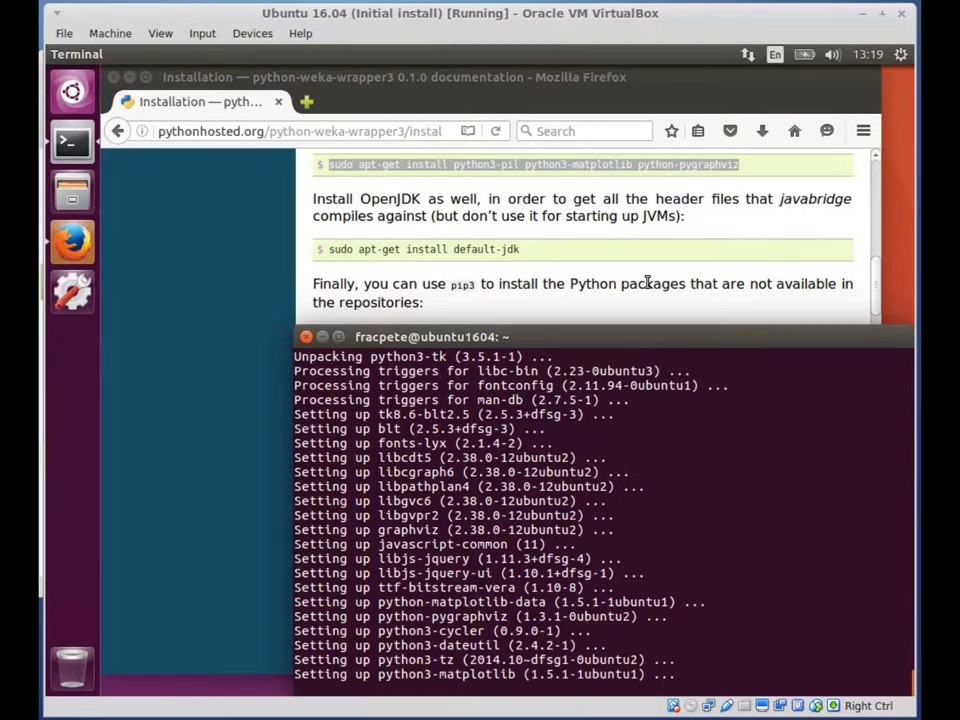 Ubuntu 16.04 (Initial install) [Running] - Oracle VM VirtualBox
File Machine View Input Devices Help
Terminal En 13:19
Installation — python-weka-wrapper3 0.1.0 documentation - Mozilla Firefox
Installation — pyth...
pythonhosted.org/python-weka-wrapper3/instal Search
$ sudo apt-get install python3-pil python3-matplotlib python-pygraphviz
Install OpenJDK as well, in order to get all the header files that javabridge
compiles against (but don't use it for starting up JVMs):
$ sudo apt-get install default-jdk
Finally, you can use pip3 to install the Python packages that are not available in
the repositories:
fracpete@ubuntu1604: ~
Unpacking python3-tk (3.5.1-1) ...
Processing triggers for libc-bin (2.23-0ubuntu3) ...
Processing triggers for fontconfig (2.11.94-0ubuntu1) ...
Processing triggers for man-db (2.7.5-1) ...
Setting up tk8.6-blt2.5 (2.5.3+dfsg-3) ...
Setting up blt (2.5.3+dfsg-3) ...
Setting up fonts-lyx (2.1.4-2) ...
Setting up libcdt5 (2.38.0-12ubuntu2) ...
Setting up libcgraph6 (2.38.0-12ubuntu2) ...
Setting up libpathplan4 (2.38.0-12ubuntu2) ...
Setting up libgvc6 (2.38.0-12ubuntu2) ...
Setting up libgvpr2 (2.38.0-12ubuntu2) ...
Setting up graphviz (2.38.0-12ubuntu2) ...
Setting up javascript-common (11) ...
Setting up libjs-jquery (1.11.3+dfsg-4) ...
Setting up libjs-jquery-ui (1.10.1+dfsg-1) ...
Setting up ttf-bitstream-vera (1.10-8) ...
Setting up python-matplotlib-data (1.5.1-1ubuntu1) ...
Setting up python-pygraphviz (1.3.1-0ubuntu2) ...
Setting up python3-cycler (0.9.0-1) ...
Setting up python3-dateutil (2.4.2-1) ...
Setting up python3-tz (2014.10~dfsg1-0ubuntu2) ...
Setting up python3-matplotlib (1.5.1-1ubuntu1) ...
Right Ctrl